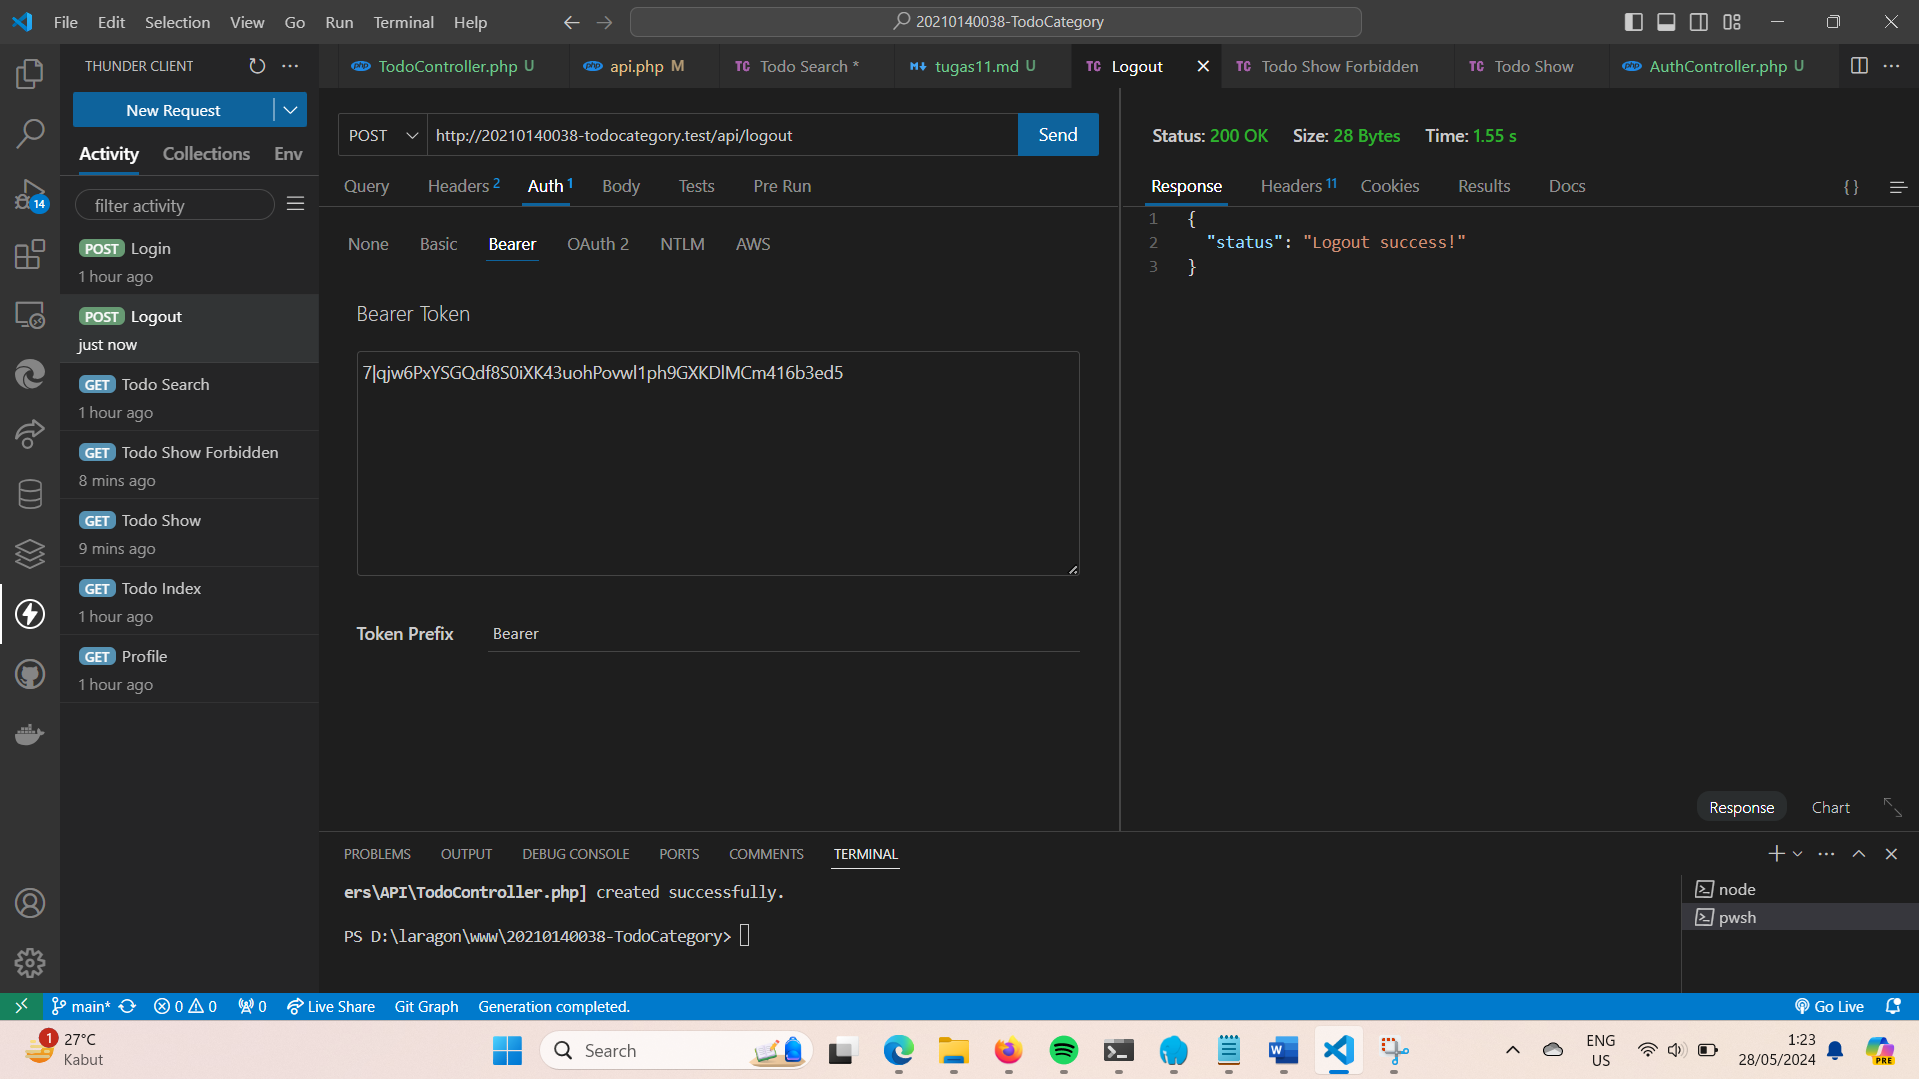 File Edit Selection View Go Run Terminal Help
20210140038-TodoCategory
THUNDER CLIENT
New Request
Activity Collections Env
filter activity
POST Login
1 hour ago
POST Logout
just now
GET Todo Search
1 hour ago
GET Todo Show Forbidden
8 mins ago
GET Todo Show
9 mins ago
GET Todo Index
1 hour ago
GET Profile
1 hour ago
14
php TodoController.php U
php api.php M
TC Todo Search *
M+ tugas11.md U
TC Logout
TC Todo Show Forbidden
TC Todo Show
php AuthController.php U
POST http://20210140038-todocategory.test/api/logout Send
Query Headers 2 Auth 1 Body Tests Pre Run
None Basic Bearer OAuth 2 NTLM AWS
Bearer Token
7|qjw6PxYSGQdf8S0iXK43uohPovwl1ph9GXKDlMCm416b3ed5
Token Prefix Bearer
Status: 200 OK Size: 28 Bytes Time: 1.55 s
Response Headers 11 Cookies Results Docs { }
1 {
2 "status": "Logout success!"
3 }
Response Chart
PROBLEMS OUTPUT DEBUG CONSOLE PORTS COMMENTS TERMINAL
ers\API\TodoController.php] created successfully.
PS D:\laragon\www\20210140038-TodoCategory>
node
pwsh
main* 0 0 0 Live Share Git Graph Generation completed. Go Live
1
27°C
Kabut
Search
ENG
US
1:23
28/05/2024
PRE